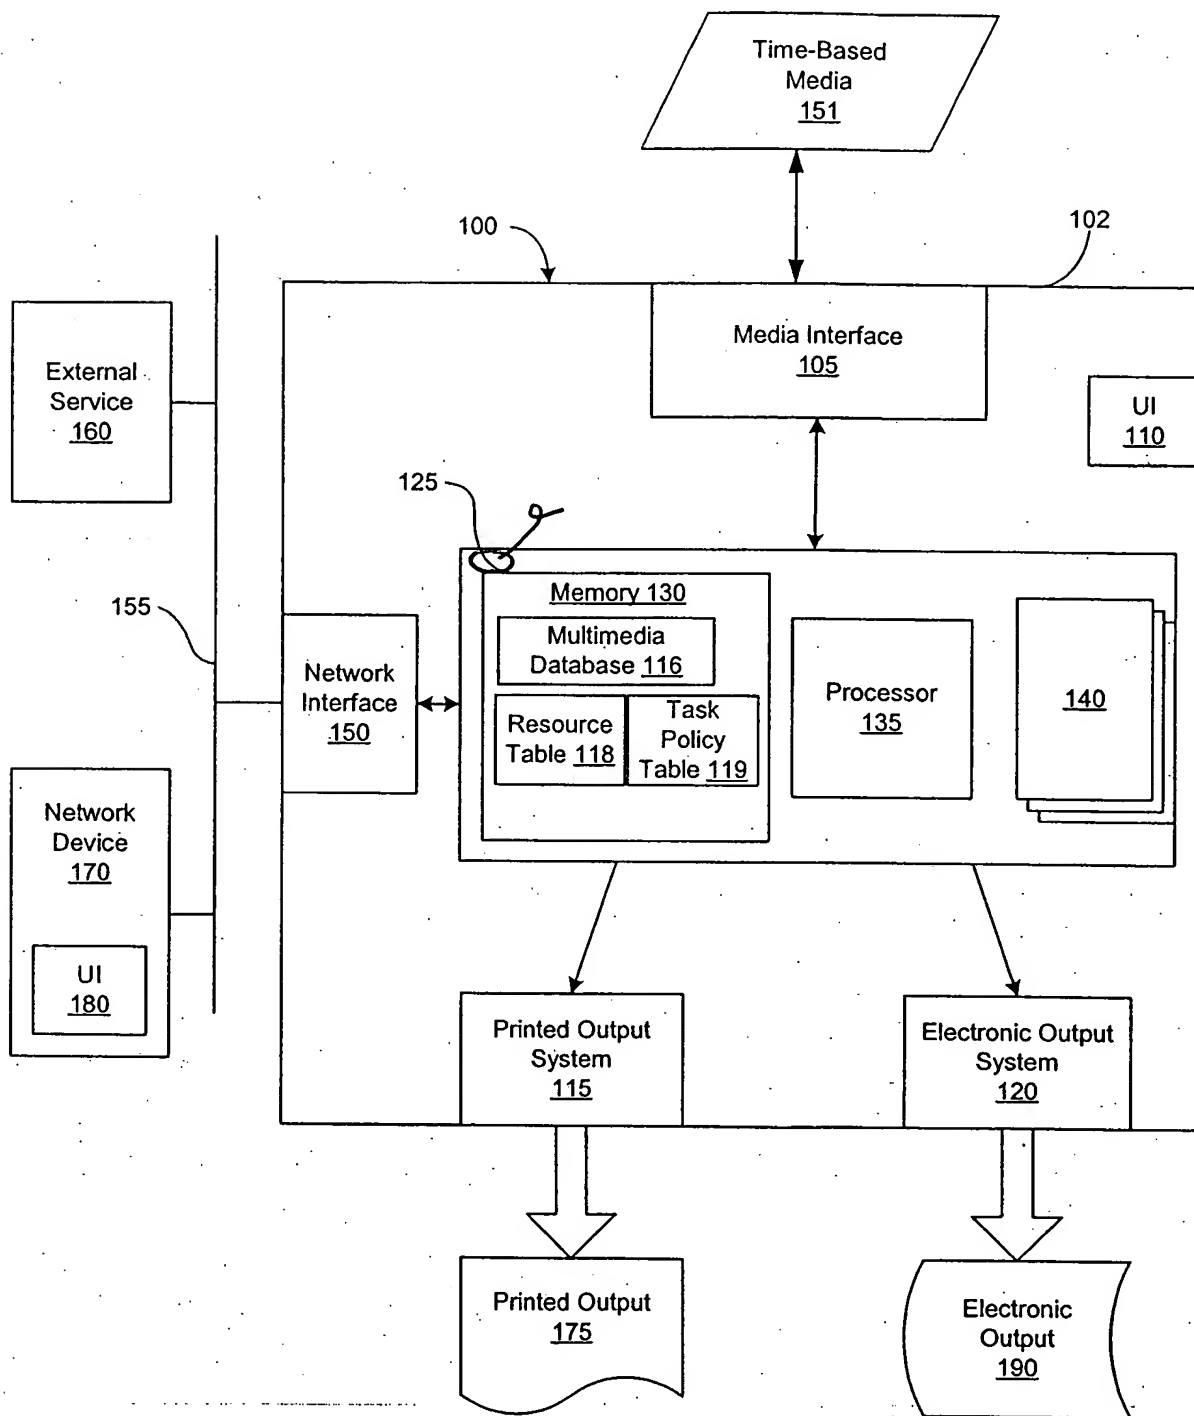 Time-Based
Media
151
100
102
Media Interface
105
External
Service
160
UI
110
125
Memory 130
Multimedia
Database 116
Resource
Table 118
Task
Policy
Table 119
Processor
135
140
155
Network
Interface
150
Network
Device
170
UI
180
Printed Output
System
115
Electronic Output
System
120
Printed Output
175
Electronic
Output
190